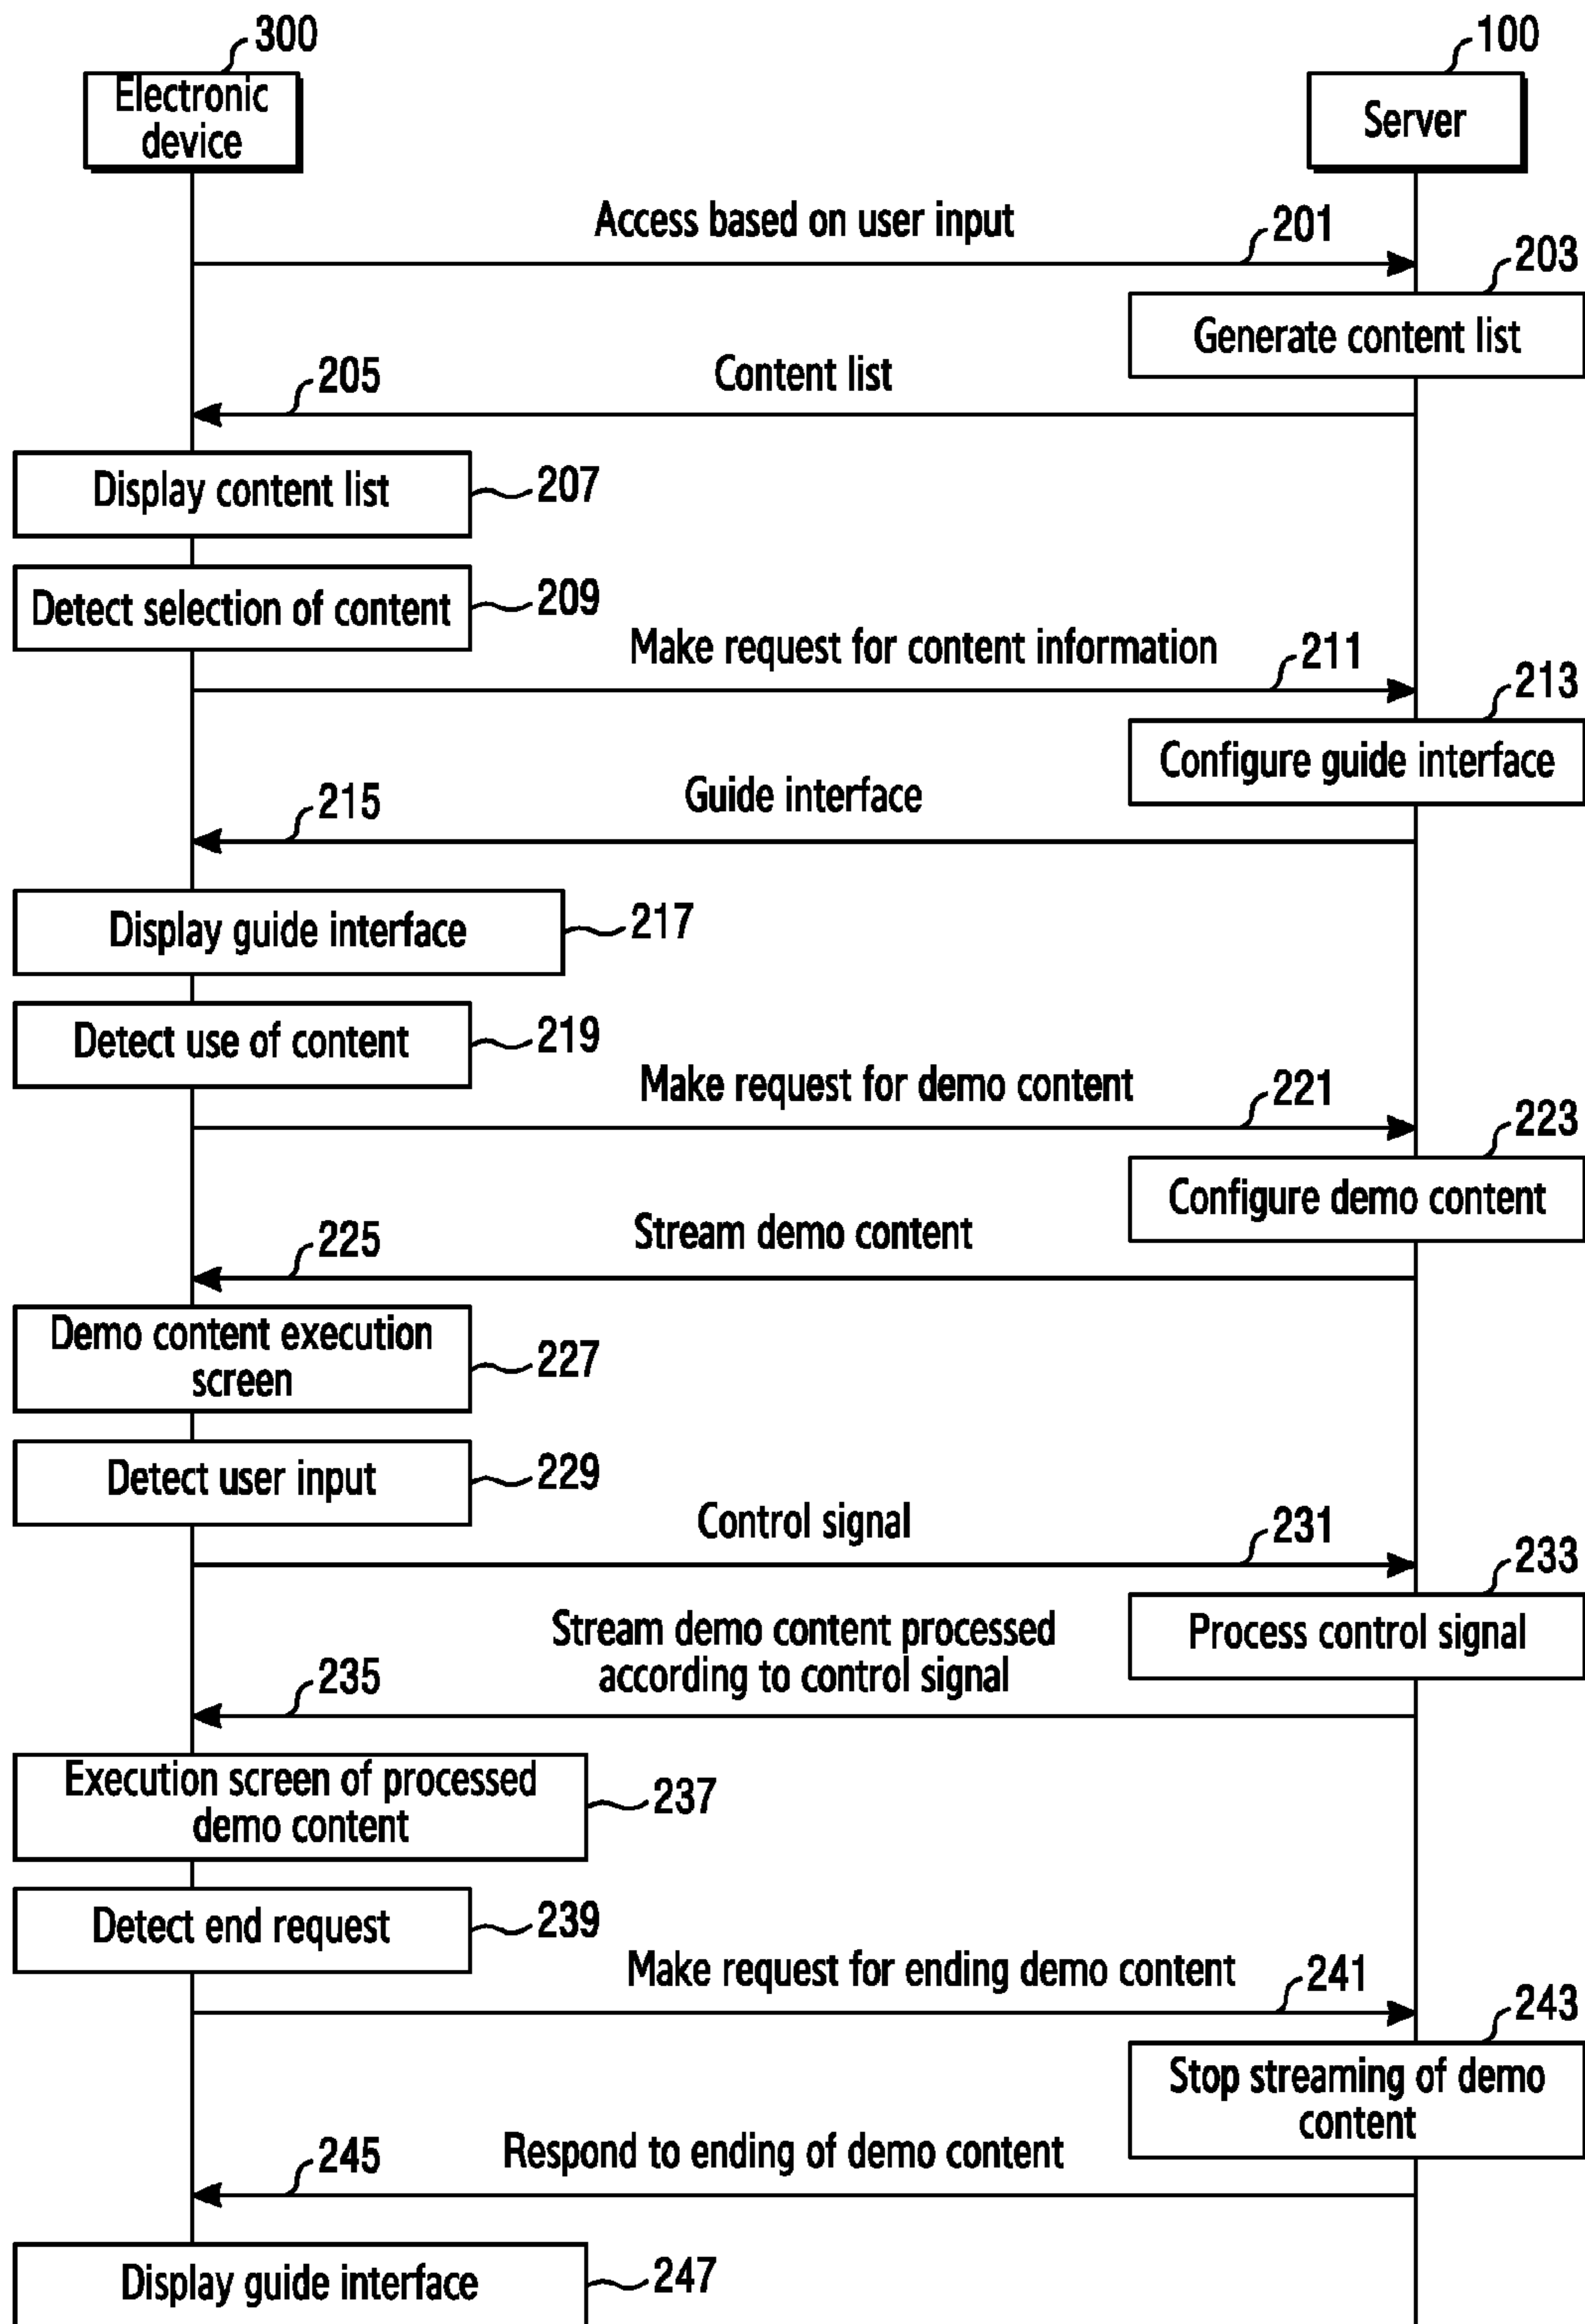 300
100
Electronic
device
Server
Access based on user input
201
203
Generate content list
205
Content list
Display content list
207
Detect selection of content
209
Make request for content information
211
213
Configure guide interface
215
Guide interface
Display guide interface
217
Detect use of content
219
Make request for demo content
221
223
Configure demo content
225
Stream demo content
Demo content execution
screen
227
Detect user input
229
Control signal
231
233
Process control signal
Stream demo content processed
according to control signal
235
Execution screen of processed
demo content
237
Detect end request
239
Make request for ending demo content
241
243
Stop streaming of demo
content
245
Respond to ending of demo content
Display guide interface
247